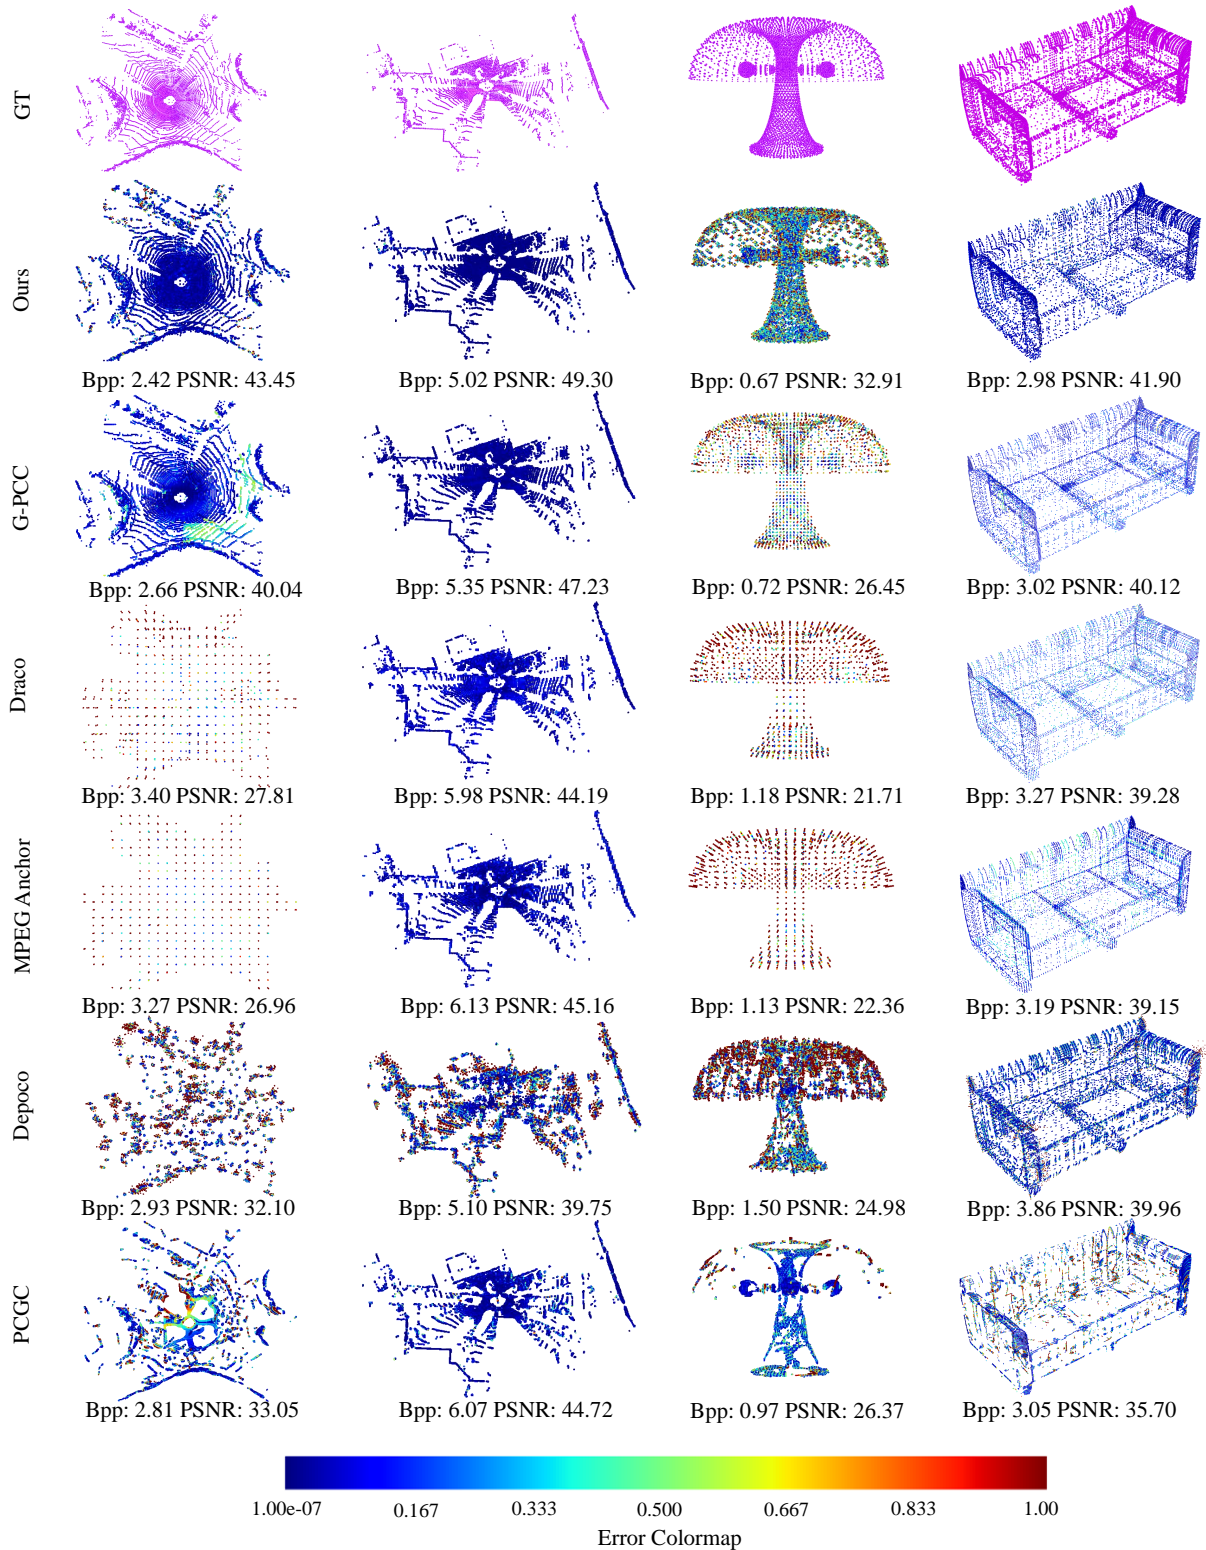 GT
Ours
Bpp: 2.42 PSNR: 43.45
Bpp: 5.02 PSNR: 49.30
Bpp: 0.67 PSNR: 32.91
Bpp: 2.98 PSNR: 41.90
G-PCC
Bpp: 2.66 PSNR: 40.04
Bpp: 5.35 PSNR: 47.23
Bpp: 0.72 PSNR: 26.45
Bpp: 3.02 PSNR: 40.12
Draco
Bpp: 3.40 PSNR: 27.81
Bpp: 5.98 PSNR: 44.19
Bpp: 1.18 PSNR: 21.71
Bpp: 3.27 PSNR: 39.28
MPEG Anchor
Bpp: 3.27 PSNR: 26.96
Bpp: 6.13 PSNR: 45.16
Bpp: 1.13 PSNR: 22.36
Bpp: 3.19 PSNR: 39.15
Depoco
Bpp: 2.93 PSNR: 32.10
Bpp: 5.10 PSNR: 39.75
Bpp: 1.50 PSNR: 24.98
Bpp: 3.86 PSNR: 39.96
PCGC
Bpp: 2.81 PSNR: 33.05
Bpp: 6.07 PSNR: 44.72
Bpp: 0.97 PSNR: 26.37
Bpp: 3.05 PSNR: 35.70
1.00e-07 0.167 0.333 0.500 0.667 0.833 1.00
Error Colormap